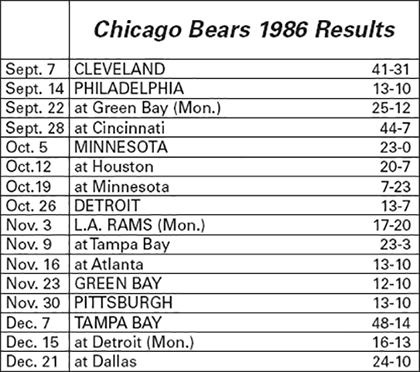 Chicago Bears 1986 Results
Sept. 7 CLEVELAND 41-31
Sept. 14 PHILADELPHIA 13-10
Sept. 22 at Green Bay (Mon.) 25-12
Sept. 28 at Cincinnati 44-7
Oct. 5 MINNESOTA 23-0
Oct.12 at Houston 20-7
Oct.19 at Minnesota 7-23
Oct. 26 DETROIT 13-7
Nov. 3 L.A. RAMS (Mon.) 17-20
Nov. 9 at Tampa Bay 23-3
Nov. 16 at Atlanta 13-10
Nov. 23 GREEN BAY 12-10
Nov. 30 PITTSBURGH 13-10
Dec. 7 TAMPA BAY 48-14
Dec. 15 at Detroit (Mon.) 16-13
Dec. 21 at Dallas 24-10